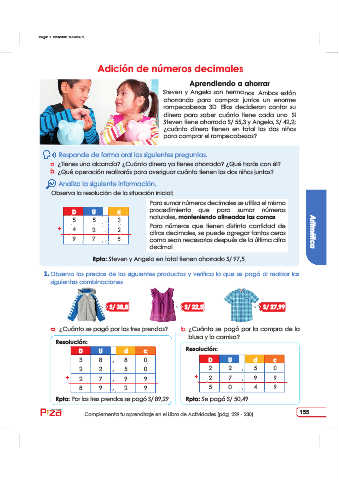 Adición de números decimales
Aprendiendo a ahorrar
Steven y Angela son hermanos. Ambos están
ahorrando para comprar juntos un enorme
rompecabezas 3D. Ellos decidieron contar su
dinero para saber cuánto tiene cada uno. Si
Steven tiene ahorrado S/ 55,3 y Angela, S/ 42,2;
¿cuánto dinero tienen en total los dos niños
para comprar el rompecabezas?
Responde de forma oral las siguientes preguntas.
a ¿Tienes una alcancía? ¿Cuánto dinero ya tienes ahorrado? ¿Qué harás con él?
b ¿Qué operación realizarás para averiguar cuánto tienen los dos niños juntos?
Analiza la siguiente información.
Observa la resolución de la situación inicial:
D U , d
5 5 , 3
+ 4 2 , 2
9 7 , 5
Para sumar números decimales se utiliza el mismo
procedimiento que para sumar números
naturales, manteniendo alineadas las comas.
Para números que tienen distinta cantidad de
cifras decimales, se puede agregar tantos ceros
como sean necesarios después de la última cifra
decimal.
Rpta: Steven y Angela en total tienen ahorrado S/ 97,5
Aritmética
1. Observa los precios de los siguientes productos y verifica lo que se pagó al realizar las
siguientes combinaciones.
S/ 38,8
S/ 22,5
S/ 27,99
a ¿Cuánto se pagó por las tres prendas?
Resolución:
D U , d c
3 8 , 8 0
2 2 , 5 0
+ 2 7 , 9 9
8 9 , 2 9
Rpta: Por las tres prendas se pagó S/ 89,29
b ¿Cuánto se pagó por la compra de la
blusa y la camisa?
Resolución:
D U , d c
2 2 , 5 0
+ 2 7 , 9 9
5 0 , 4 9
Rpta: Se pagó S/ 50,49
Complementa tu aprendizaje en el Libro de Actividades (pág. 229 - 230)
155